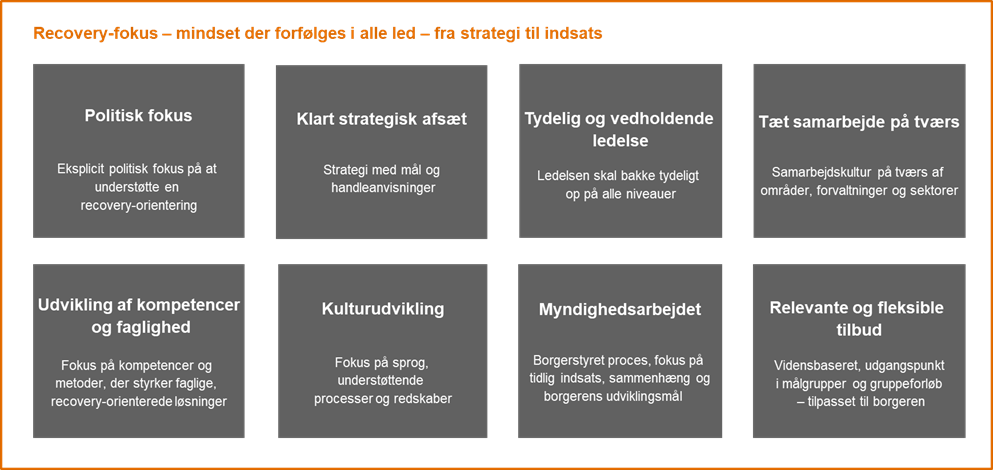 Recovery-fokus – mindset der forfølges i alle led – fra strategi til indsats
Politisk fokus
Eksplicit politisk fokus på at
understøtte en
recovery-orientering
Klart strategisk afsæt
Strategi med mål og
handleanvisninger
Tydelig og vedholdende
ledelse
Ledelsen skal bakke tydeligt
op på alle niveauer
Tæt samarbejde på tværs
Samarbejdskultur på tværs af
områder, forvaltninger og sektorer
Udvikling af kompetencer
og faglighed
Fokus på kompetencer og
metoder, der styrker faglige,
recovery-orienterede løsninger
Kulturudvikling
Fokus på sprog,
understøttende
processer og redskaber
Myndighedsarbejdet
Borgerstyret proces, fokus på
tidlig indsats, sammenhæng og
borgerens udviklingsmål
Relevante og fleksible
tilbud
Vidensbaseret, udgangspunkt
i målgrupper og gruppeforløb
– tilpasset til borgeren